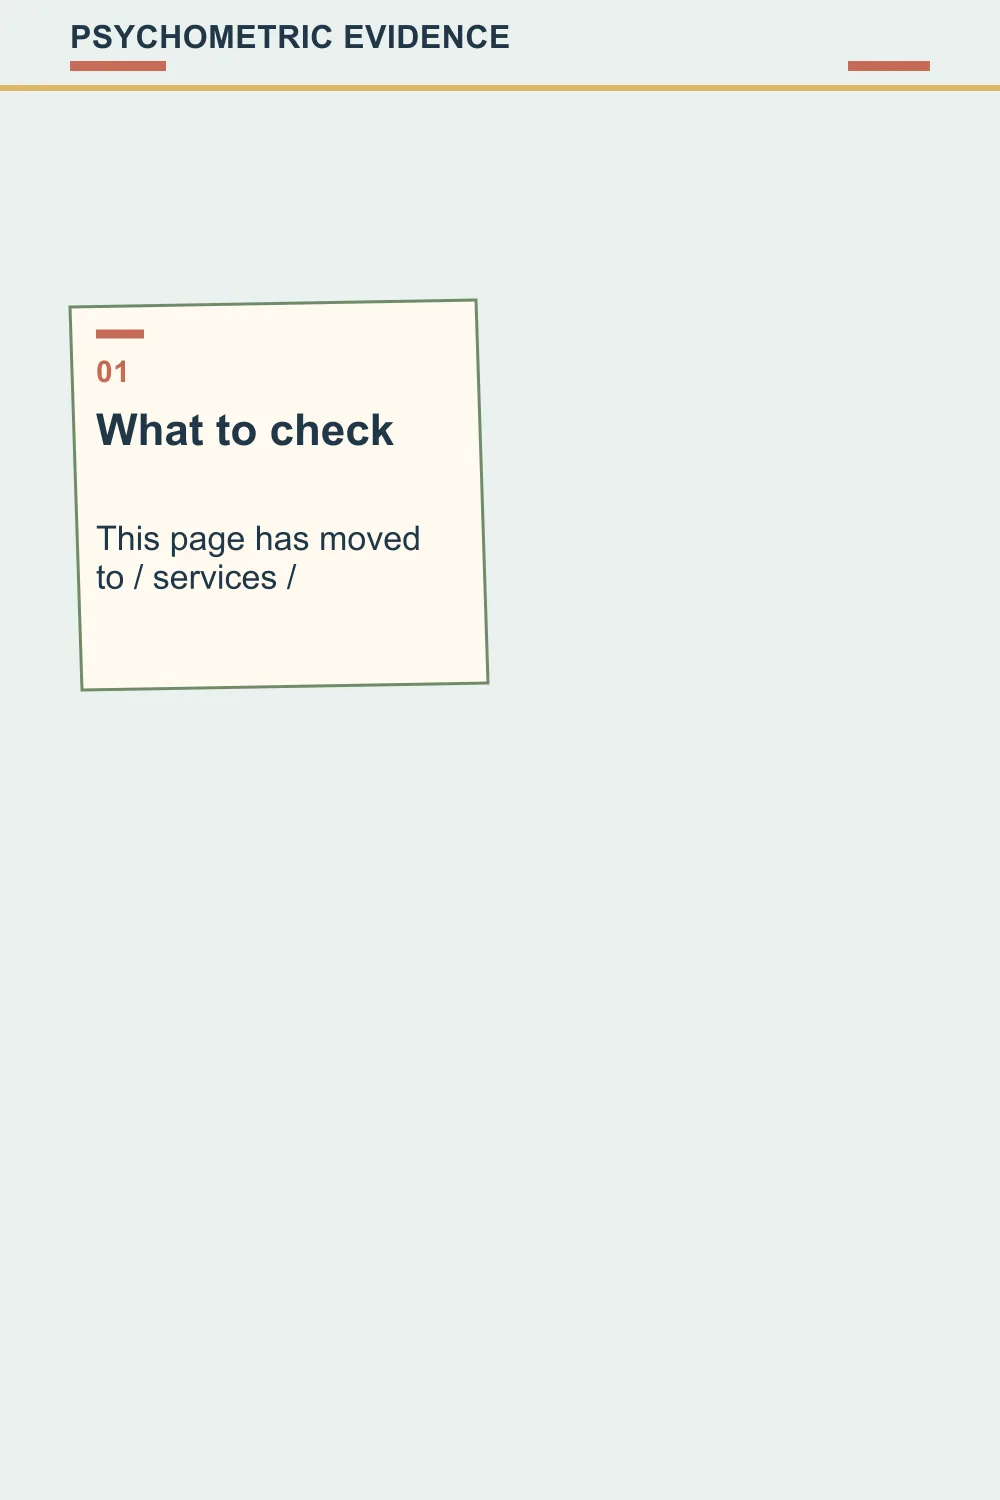 PSYCHOMETRIC EVIDENCE
01
What to check
This page has moved
to / services /